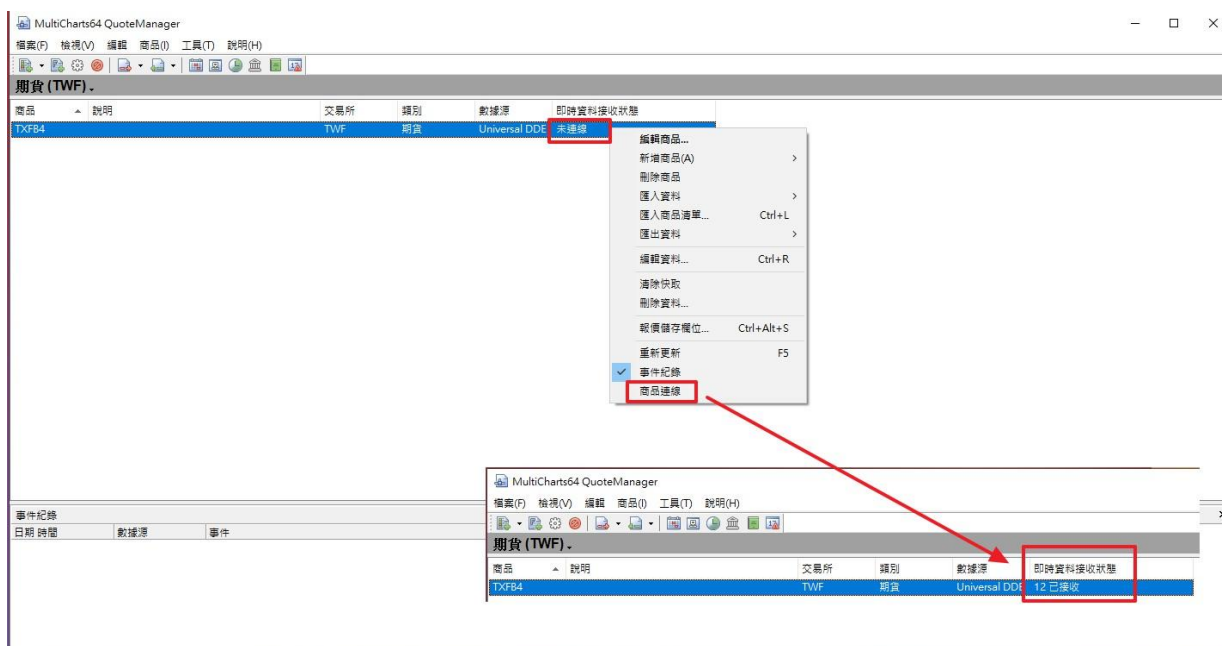 MultiCharts64 QuoteManager
檔案(F) 檢視(V) 編輯 商品(I) 工具(T) 說明(H)
期貨 (TWF)
商品 說明 交易所 類別 數據源 即時資料接收狀態
TXFB4 TWF 期貨 Universal DDE 未連線
編輯商品...
新增商品(A)
刪除商品
匯入資料
匯入商品清單... Ctrl+L
匯出資料
編輯資料... Ctrl+R
清除快取
刪除資料...
報價儲存欄位... Ctrl+Alt+S
重新更新 F5
事件紀錄
商品連線
事件紀錄
日期 時間 數據源 事件
MultiCharts64 QuoteManager
檔案(F) 檢視(V) 編輯 商品(I) 工具(T) 說明(H)
期貨 (TWF)
商品 說明 交易所 類別 數據源 即時資料接收狀態
TXFB4 TWF 期貨 Universal DDE 12 已接收